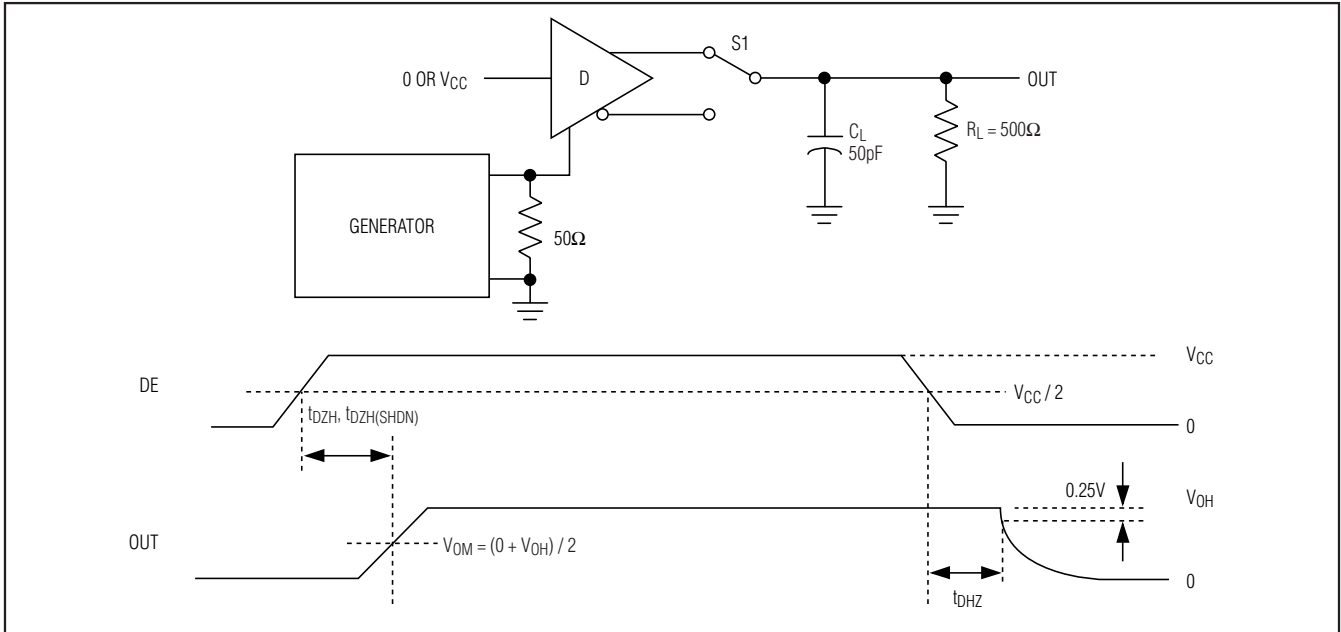 S1
0 OR VCC
D
OUT
CL
50pF
RL = 500Ω
GENERATOR
50Ω
VCC
DE
VCC / 2
tDZH, tDZH(SHDN)
0
0.25V
VOH
OUT
VOM = (0 + VOH) / 2
0
tDHZ